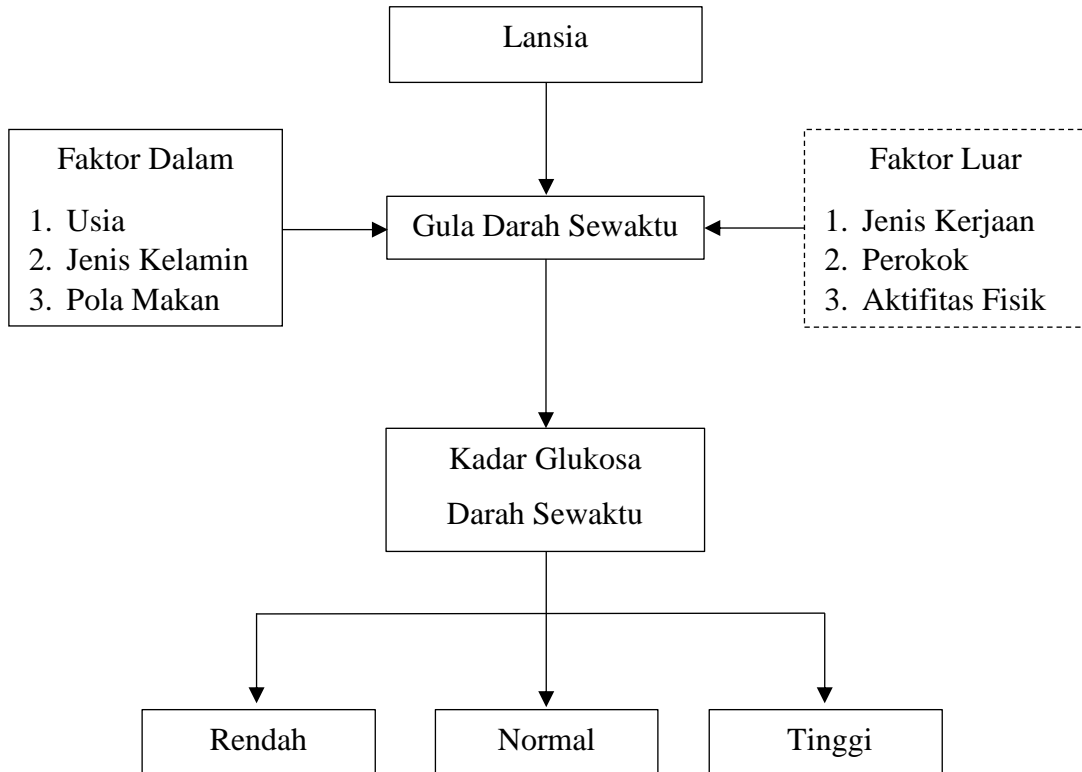 Lansia
Faktor Dalam
1. Usia
2. Jenis Kelamin
3. Pola Makan
Gula Darah Sewaktu
Faktor Luar
1. Jenis Kerjaan
2. Perokok
3. Aktifitas Fisik
Kadar Glukosa
Darah Sewaktu
Rendah
Normal
Tinggi